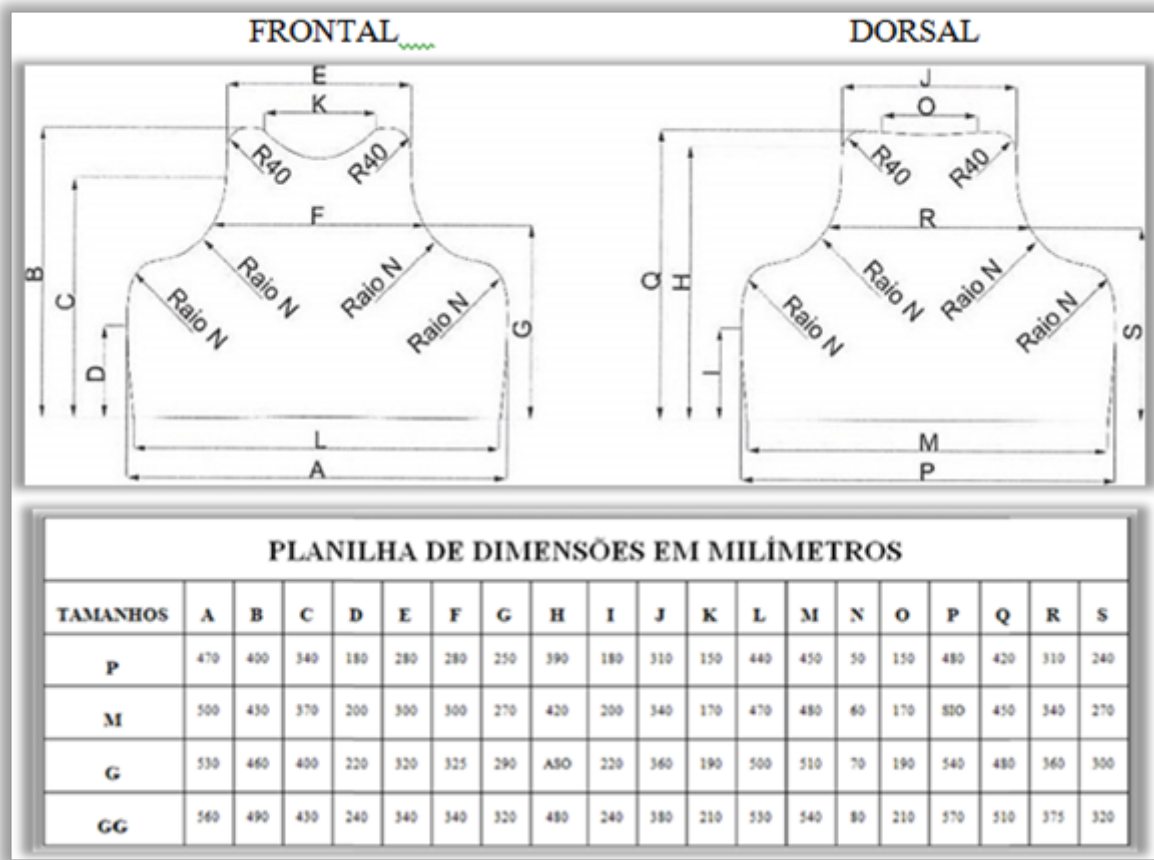 FRONTAL
DORSAL
E
K
R40 R40
F
B
C
D
G
Raio N Raio N Raio N Raio N
L
A
J
O
R40 R40
R
Q
H
I
S
Raio N Raio N Raio N Raio N
M
P
PLANILHA DE DIMENSÕES EM MILÍMETROS
TAMANHOS A B C D E F G H I J K L M N O P Q R S
P 470 400 340 180 280 280 250 390 180 310 150 440 450 50 150 480 420 310 240
M 500 430 370 200 300 300 270 420 200 340 170 470 480 60 170 SIO 450 340 270
G 530 460 400 220 320 325 290 ASO 220 360 190 500 510 70 190 540 480 360 300
GG 560 490 430 240 340 340 320 480 240 380 210 530 540 80 210 570 510 375 320